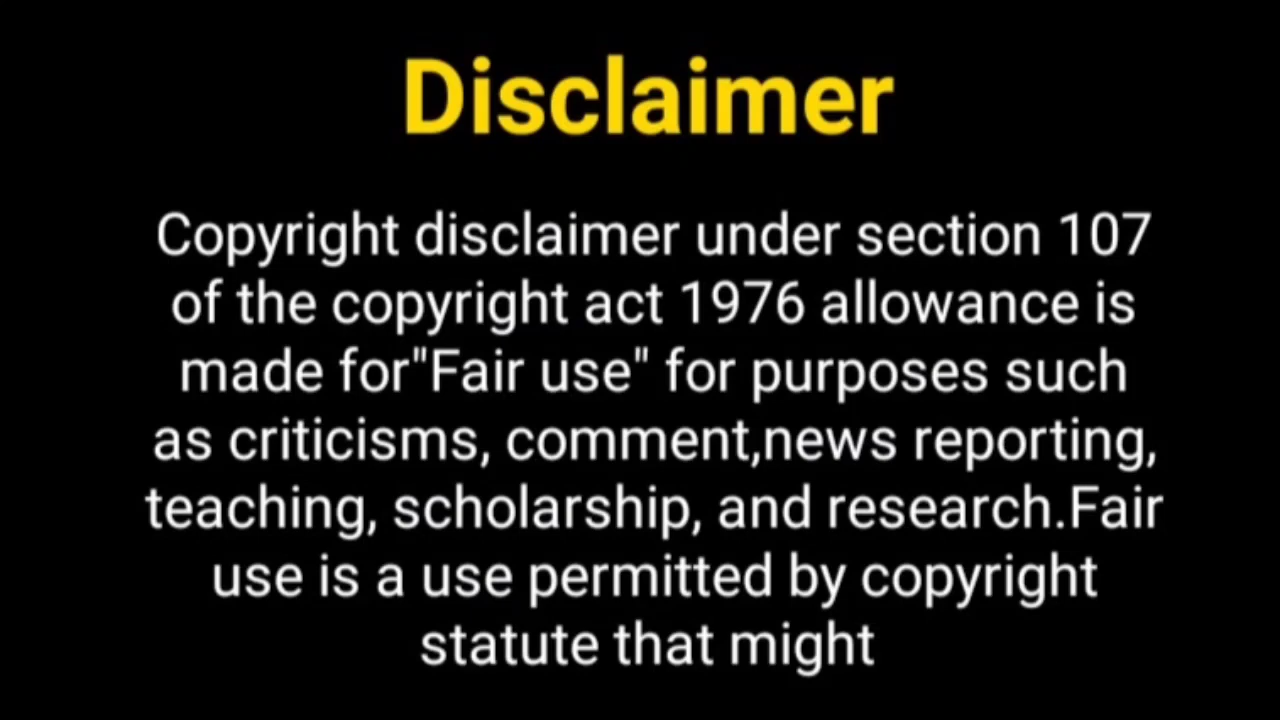 Disclaimer
Copyright disclaimer under section 107
of the copyright act 1976 allowance is
made for"Fair use" for purposes such
as criticisms, comment,news reporting,
teaching, scholarship, and research.Fair
use is a use permitted by copyright
statute that might